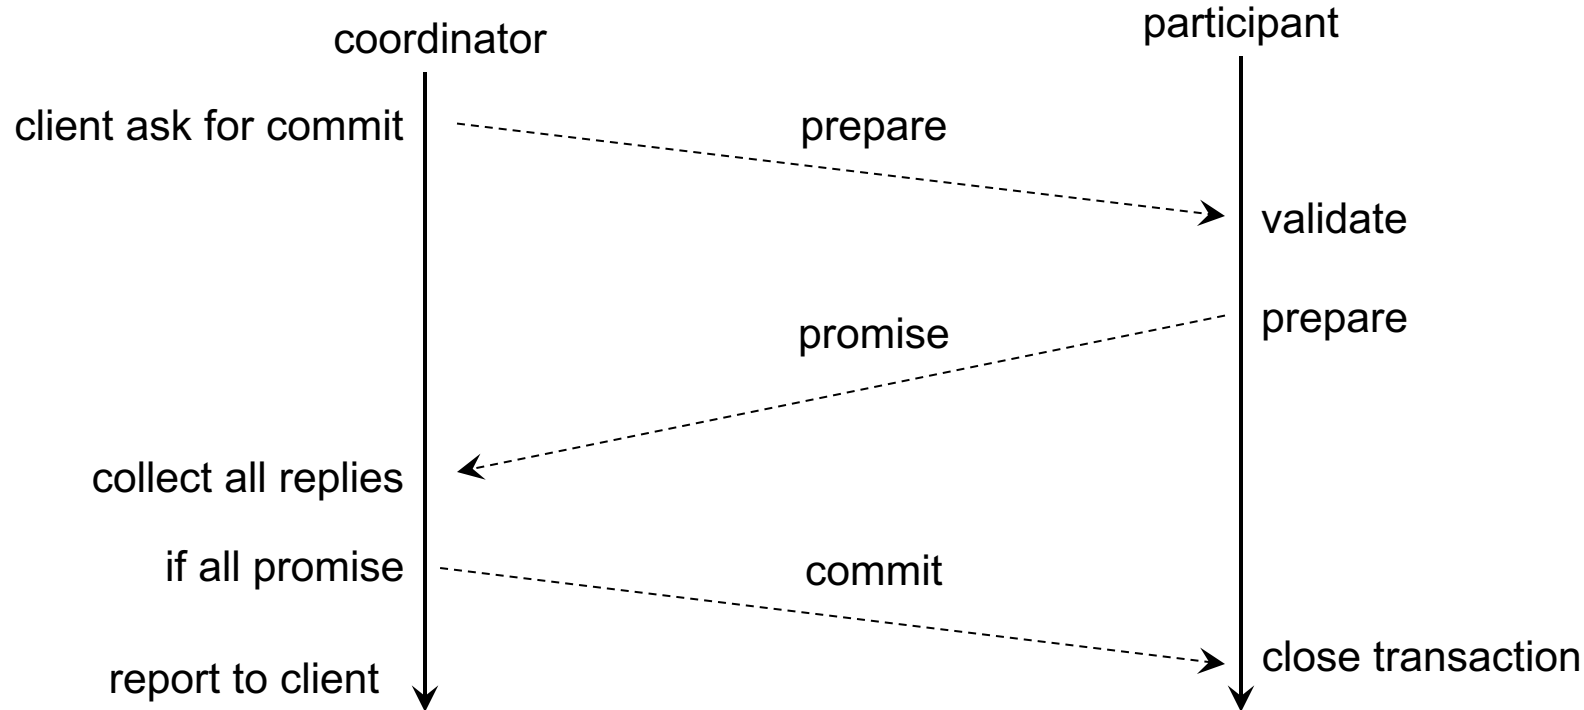 coordinator
participant
client ask for commit
prepare
validate
prepare
promise
collect all replies
if all promise
commit
close transaction
report to client